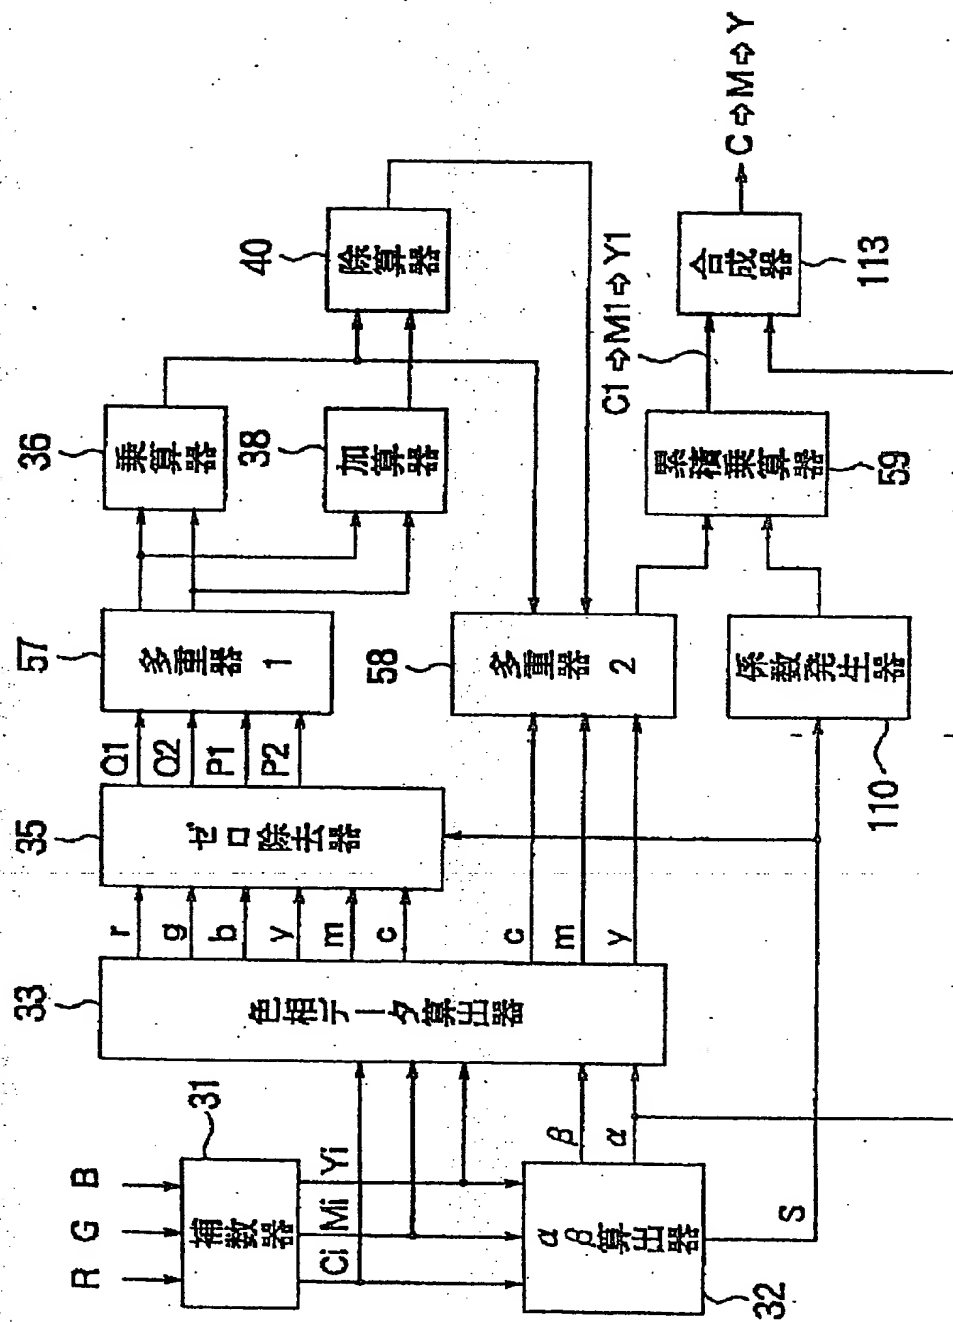 R
G
B
31
補数器
Ci
Mi
Yi
32
αβ算出器
S
β
α
33
色相データ算出器
r
g
b
y
m
c
c
m
y
35
ゼロ除去器
Q1
Q2
P1
P2
57
多重器
1
58
多重器
2
110
係数発生器
36
乗算器
38
加算器
40
除算器
59
累積乗算器
C1⇨M1⇨Y1
113
合成器
C⇨M⇨Y